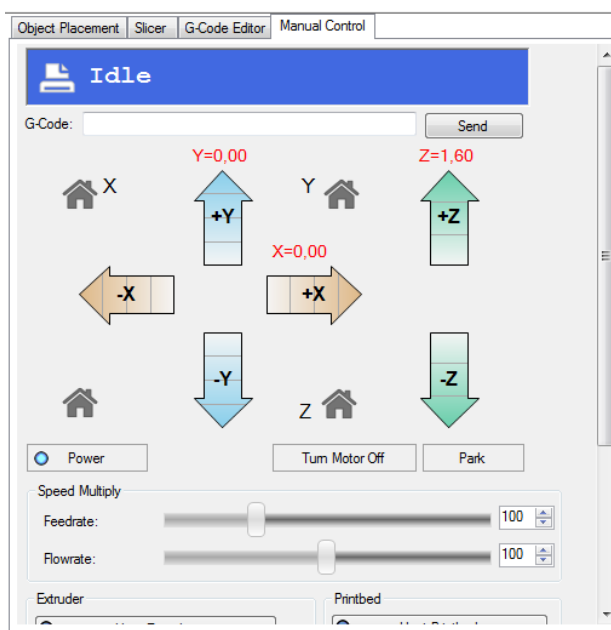 Object Placement Slicer G-Code Editor Manual Control
Idle
G-Code: Send
Y=0,00 Z=1,60
X Y
+Y +Z
X=0,00
-X +X
-Y -Z
Z
Power Turn Motor Off Park
Speed Multiply
Feedrate: 100
Flowrate: 100
Extruder Printbed